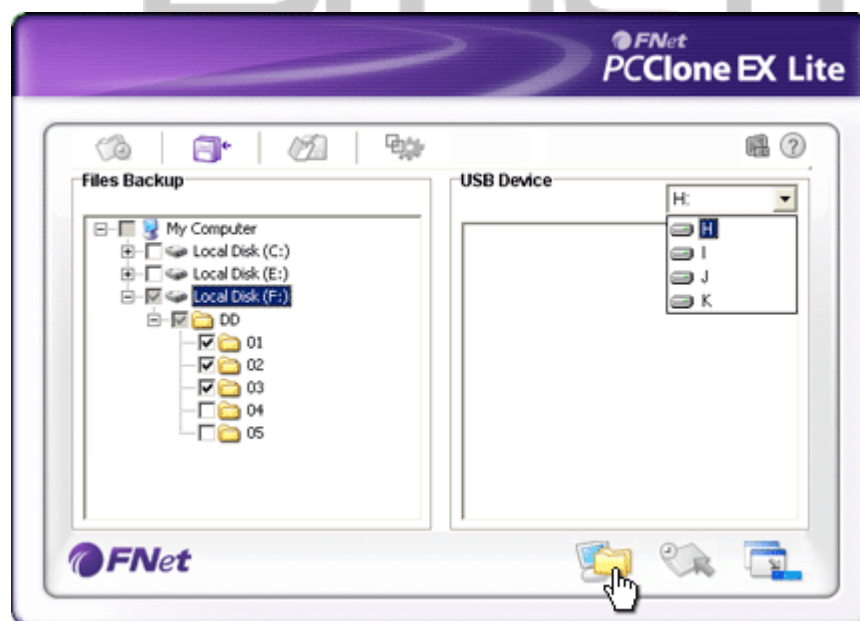 FNet
PCClone EX Lite
Files Backup
USB Device
H:
My Computer
Local Disk (C:)
Local Disk (E:)
Local Disk (F:)
DD
01
02
03
04
05
H
I
J
K
FNet